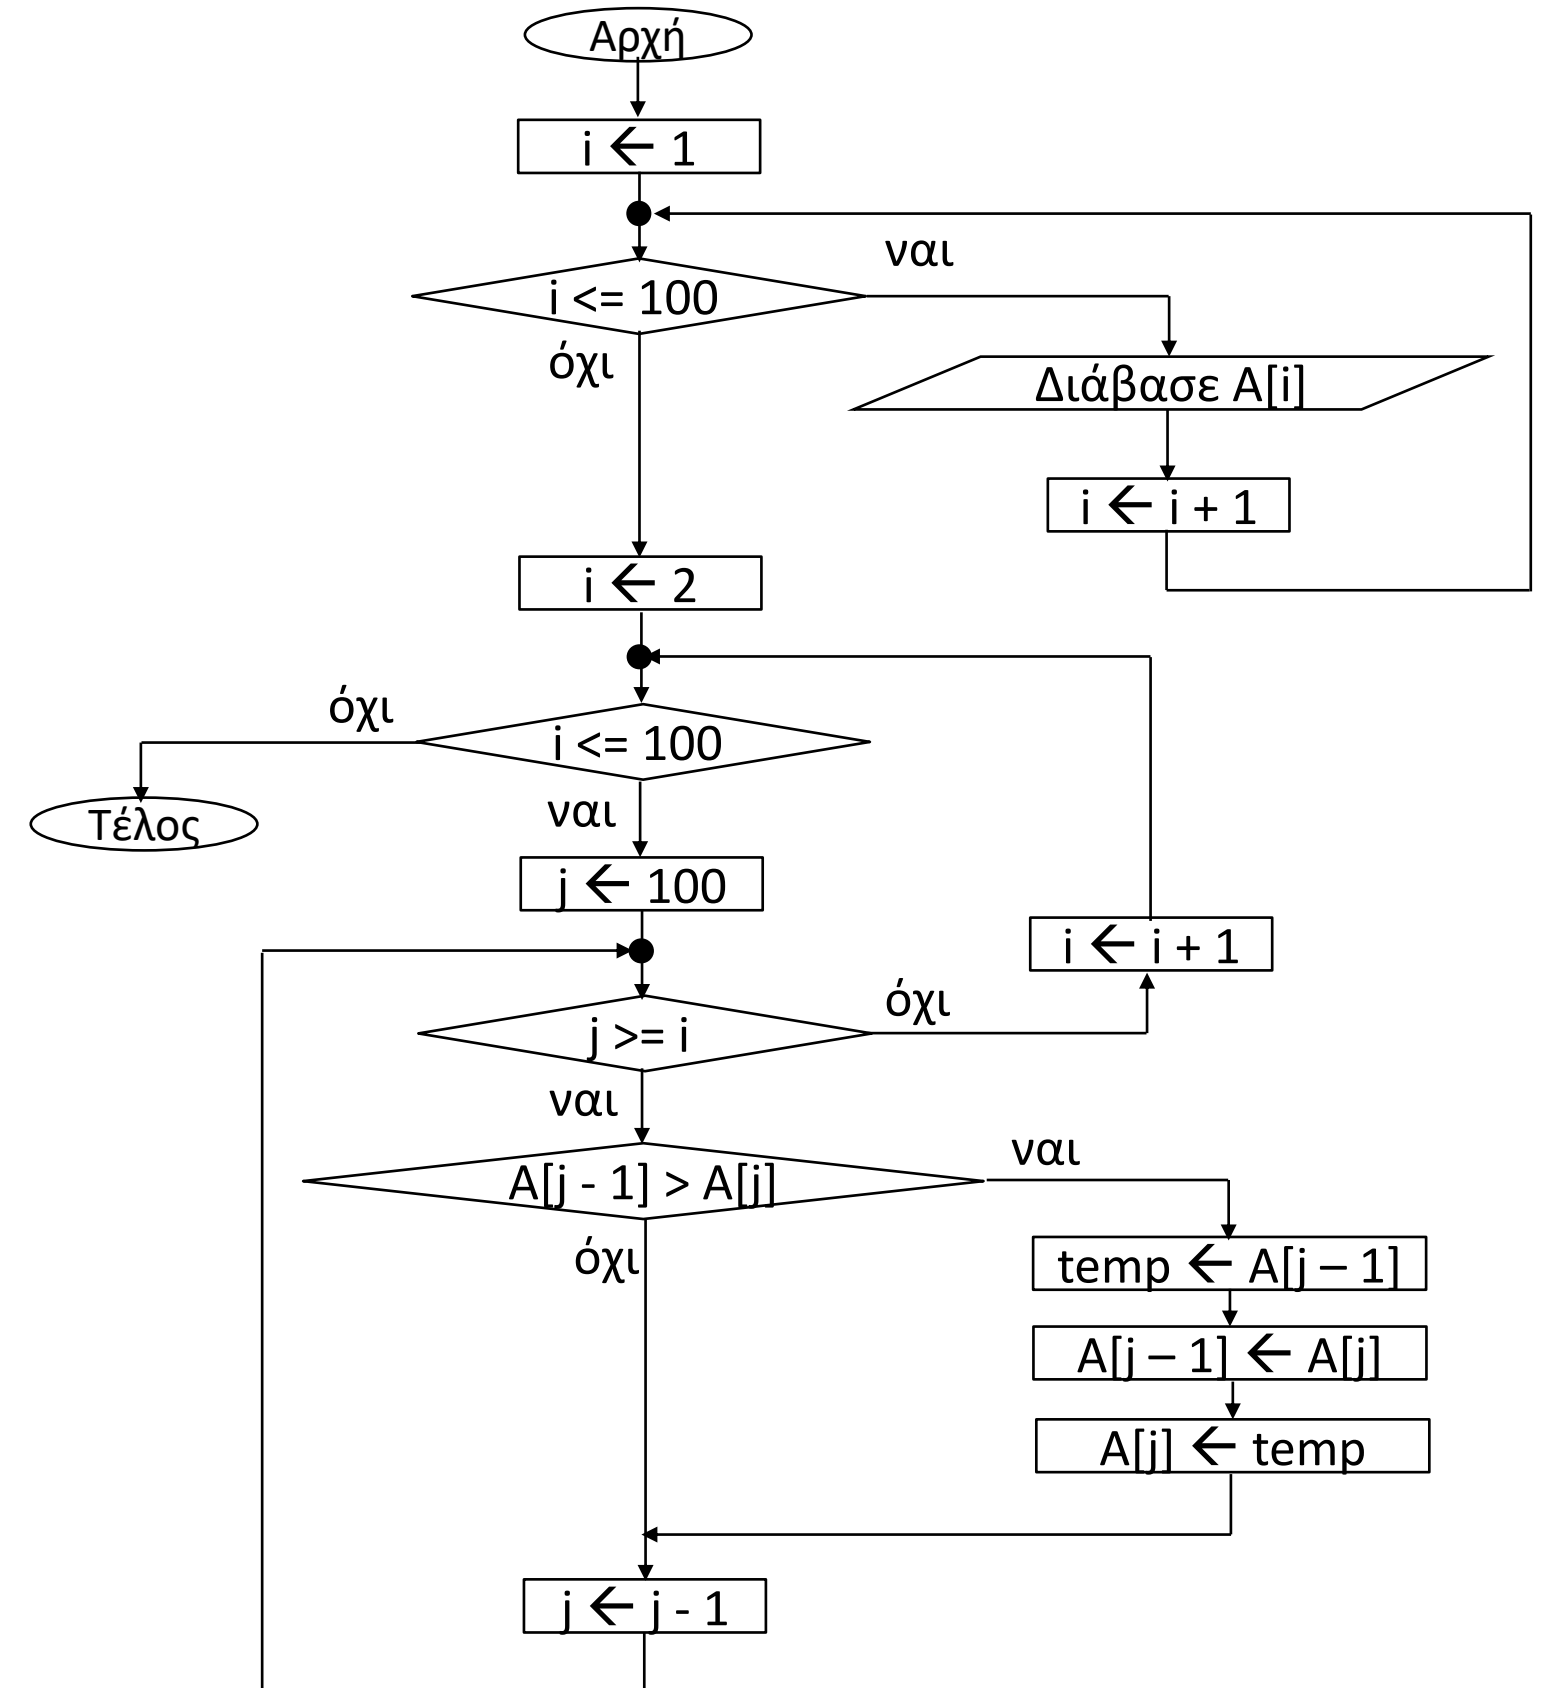 Αρχή
i ← 1
i <= 100
ναι
όχι
Διάβασε A[i]
i ← i + 1
i ← 2
όχι
i <= 100
Τέλος
ναι
j ← 100
i ← i + 1
j >= i
όχι
ναι
A[j - 1] > A[j]
ναι
όχι
temp ← A[j – 1]
A[j – 1] ← A[j]
A[j] ← temp
j ← j - 1